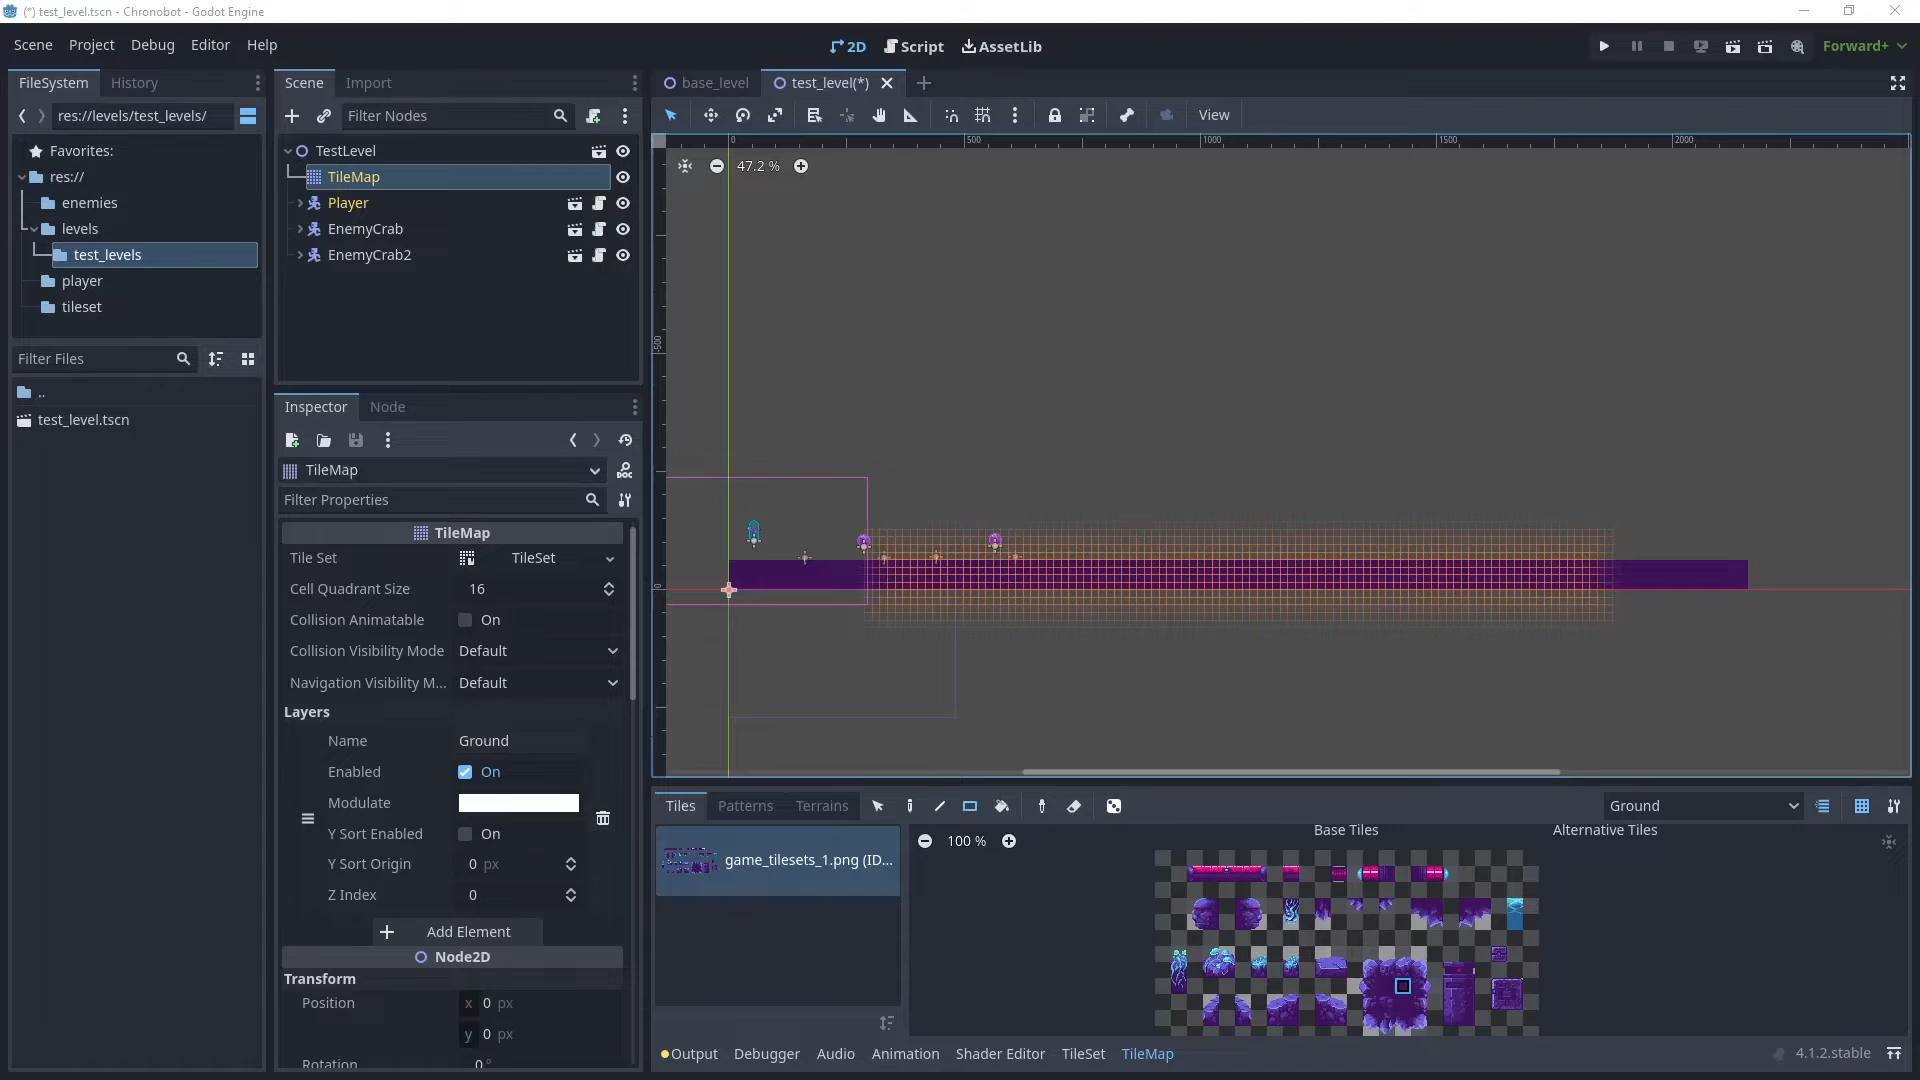 (*) test_level.tscn - Chronobot - Godot Engine
Scene Project Debug Editor Help
2D Script AssetLib
Forward+
FileSystem History
Scene Import
base_level test_level(*)
res://levels/test_levels/
Filter Nodes
View
Favorites:
res://
enemies
levels
test_levels
player
tileset
Filter Files
..
test_level.tscn
TestLevel
TileMap
Player
EnemyCrab
EnemyCrab2
0 500 1000 1500 2000
47.2 %
-500
0
Inspector Node
TileMap
Filter Properties
TileMap
Tile Set TileSet
Cell Quadrant Size 16
Collision Animatable On
Collision Visibility Mode Default
Navigation Visibility M... Default
Layers
Name Ground
Enabled On
Modulate
Y Sort Enabled On
Y Sort Origin 0 px
Z Index 0
Add Element
Node2D
Transform
Position x 0 px
y 0 px
Rotation 0 °
Tiles Patterns Terrains
Ground
game_tilesets_1.png (ID...
100 %
Base Tiles
Alternative Tiles
Output Debugger Audio Animation Shader Editor TileSet TileMap
4.1.2.stable